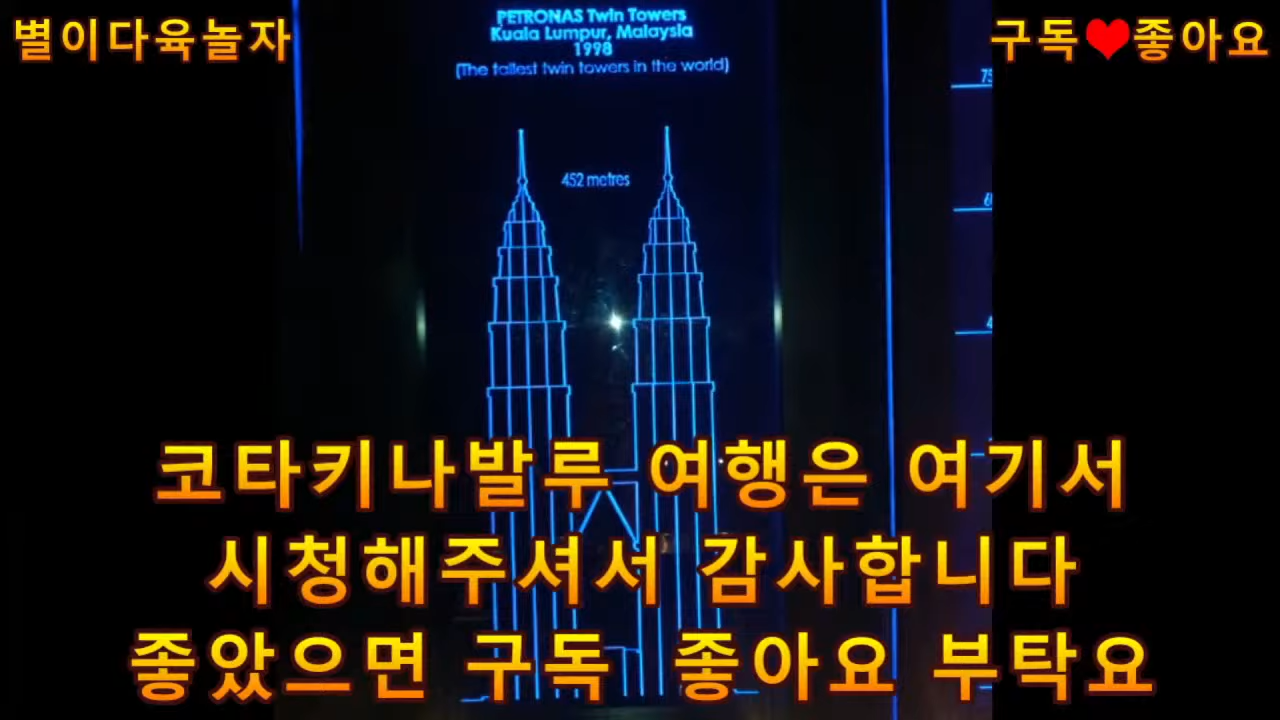 별이다육놀자
구독❤좋아요
PETRONAS Twin Towers
Kuala Lumpur, Malaysia
1998
(The tallest twin towers in the world)
452 metres
코타키나발루 여행은 여기서
시청해주셔서 감사합니다
좋았으면 구독 좋아요 부탁요